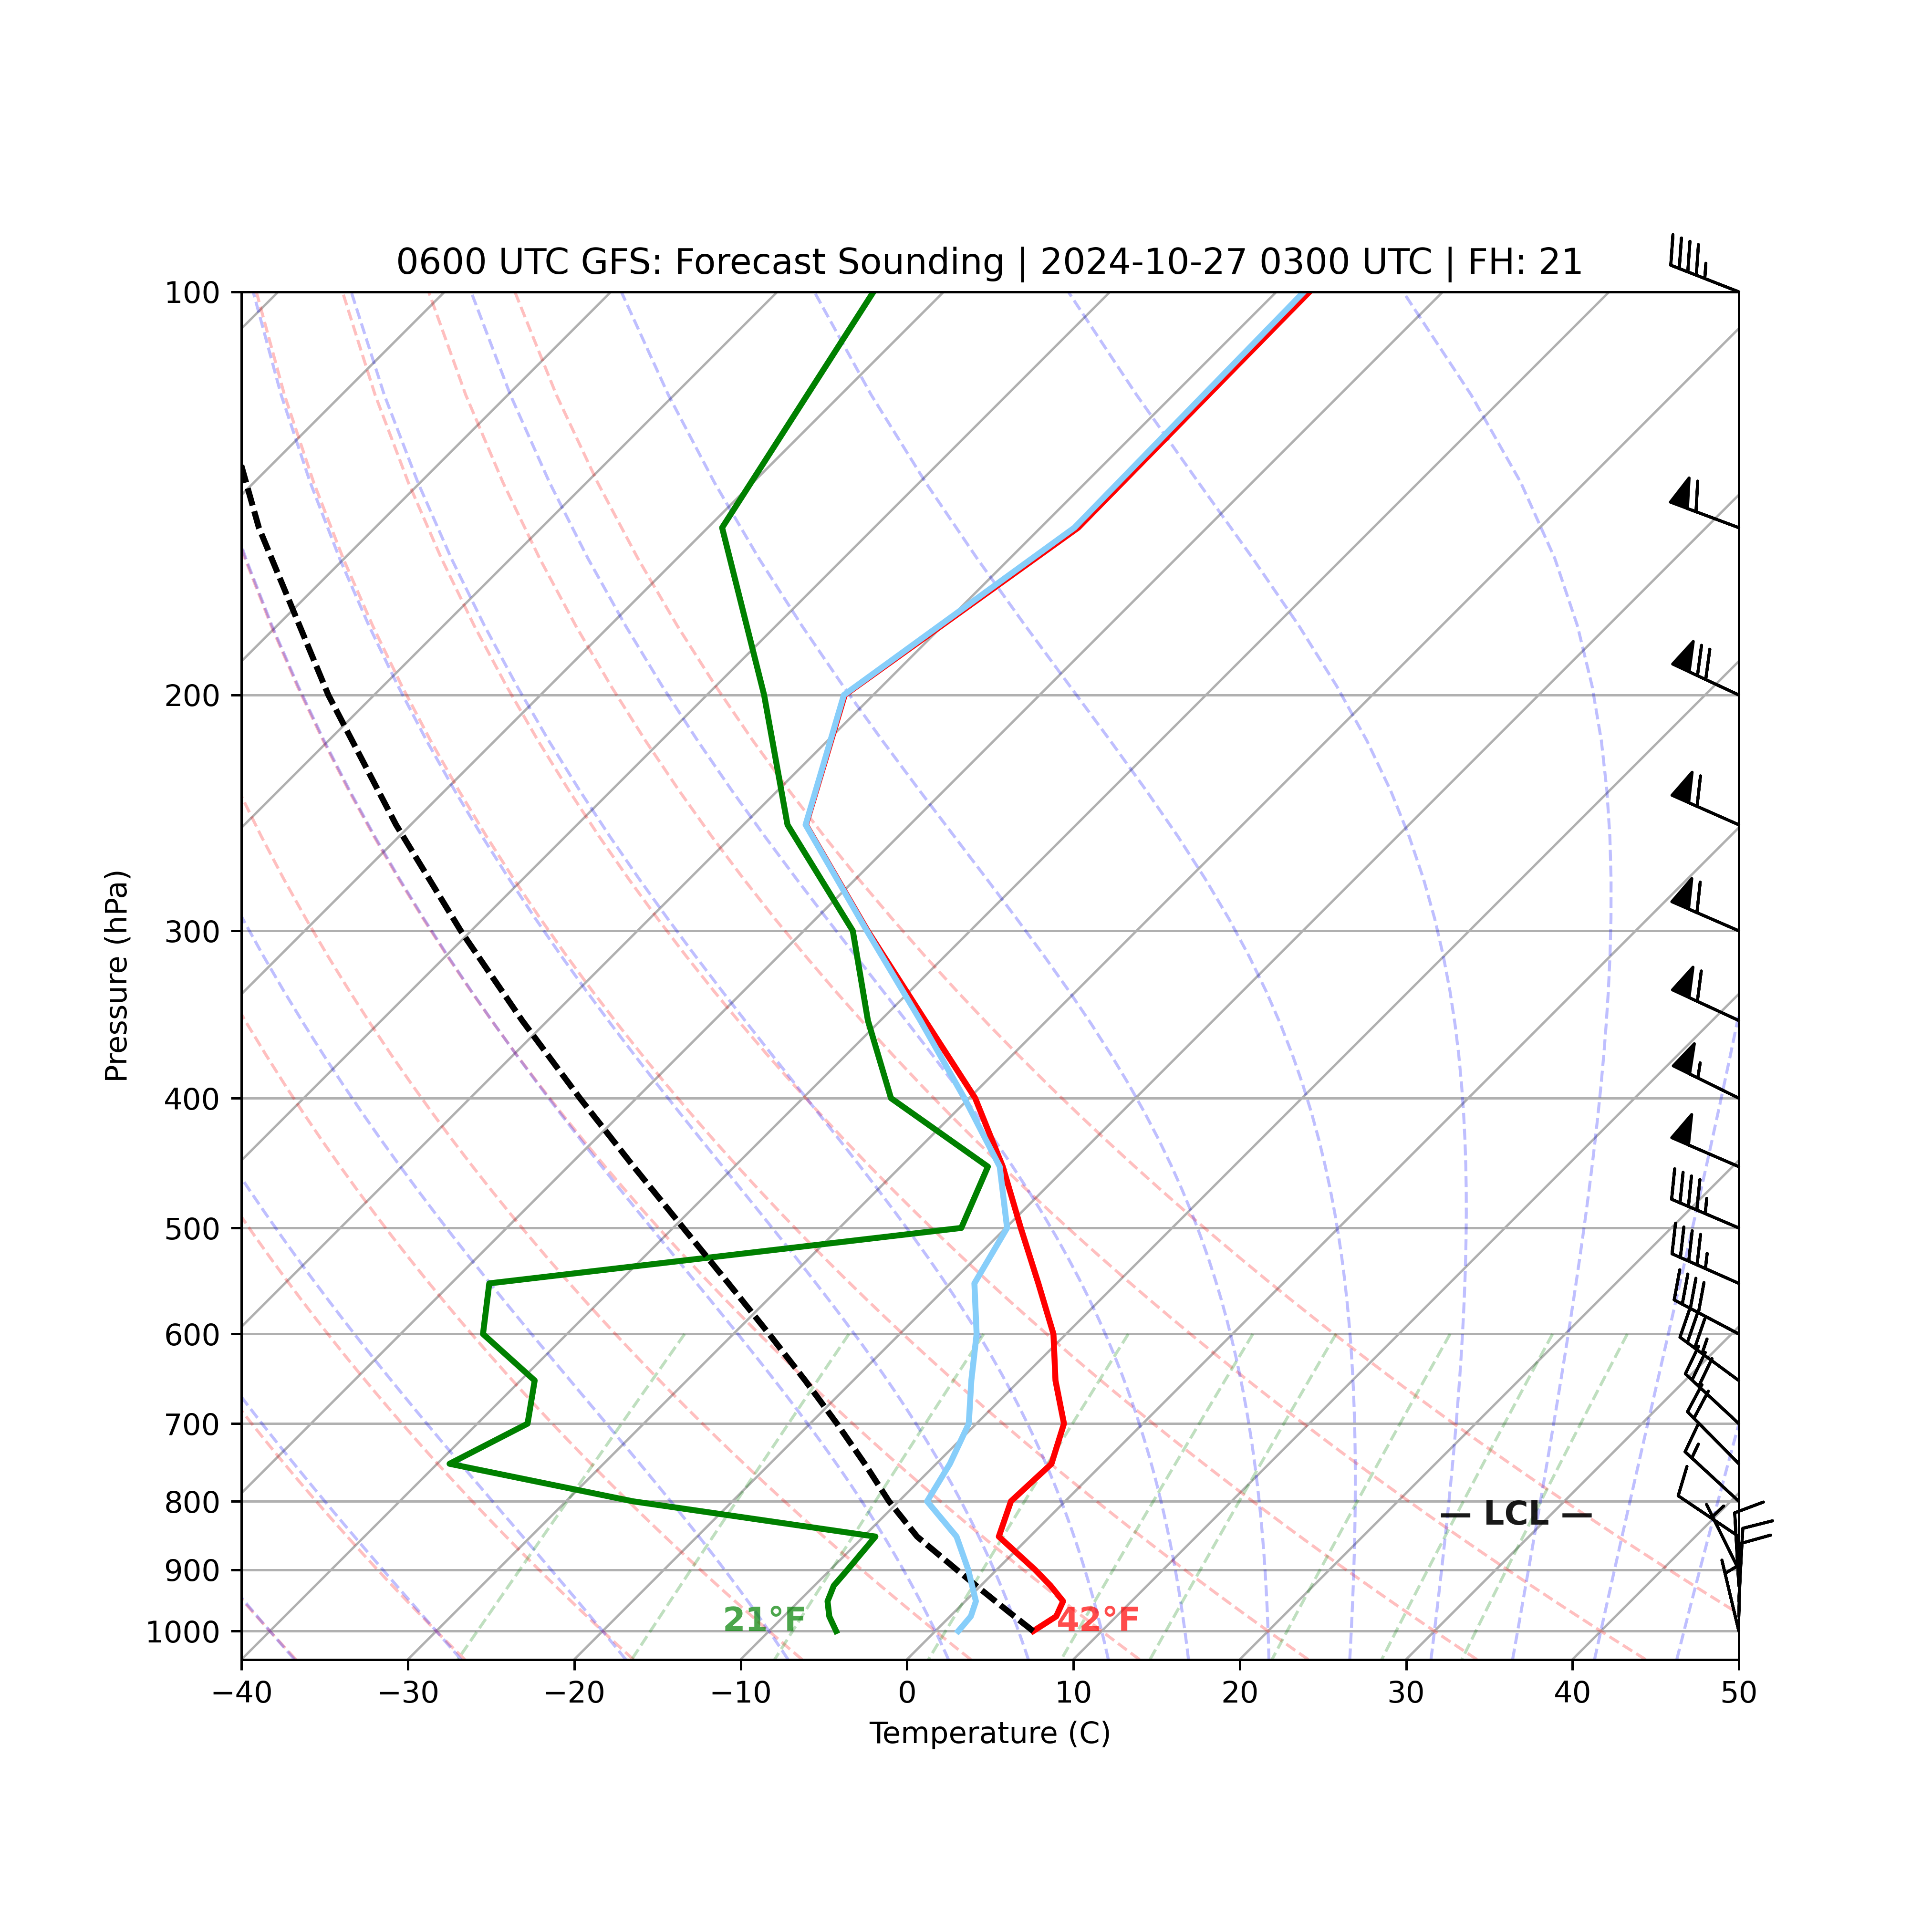 0600 UTC GFS: Forecast Sounding | 2024-10-27 0300 UTC | FH: 21
100
200
300
400
500
600
700
800
900
1000
Pressure (hPa)
— LCL —
21°F
42°F
−40 −30 −20 −10 0 10 20 30 40 50
Temperature (C)